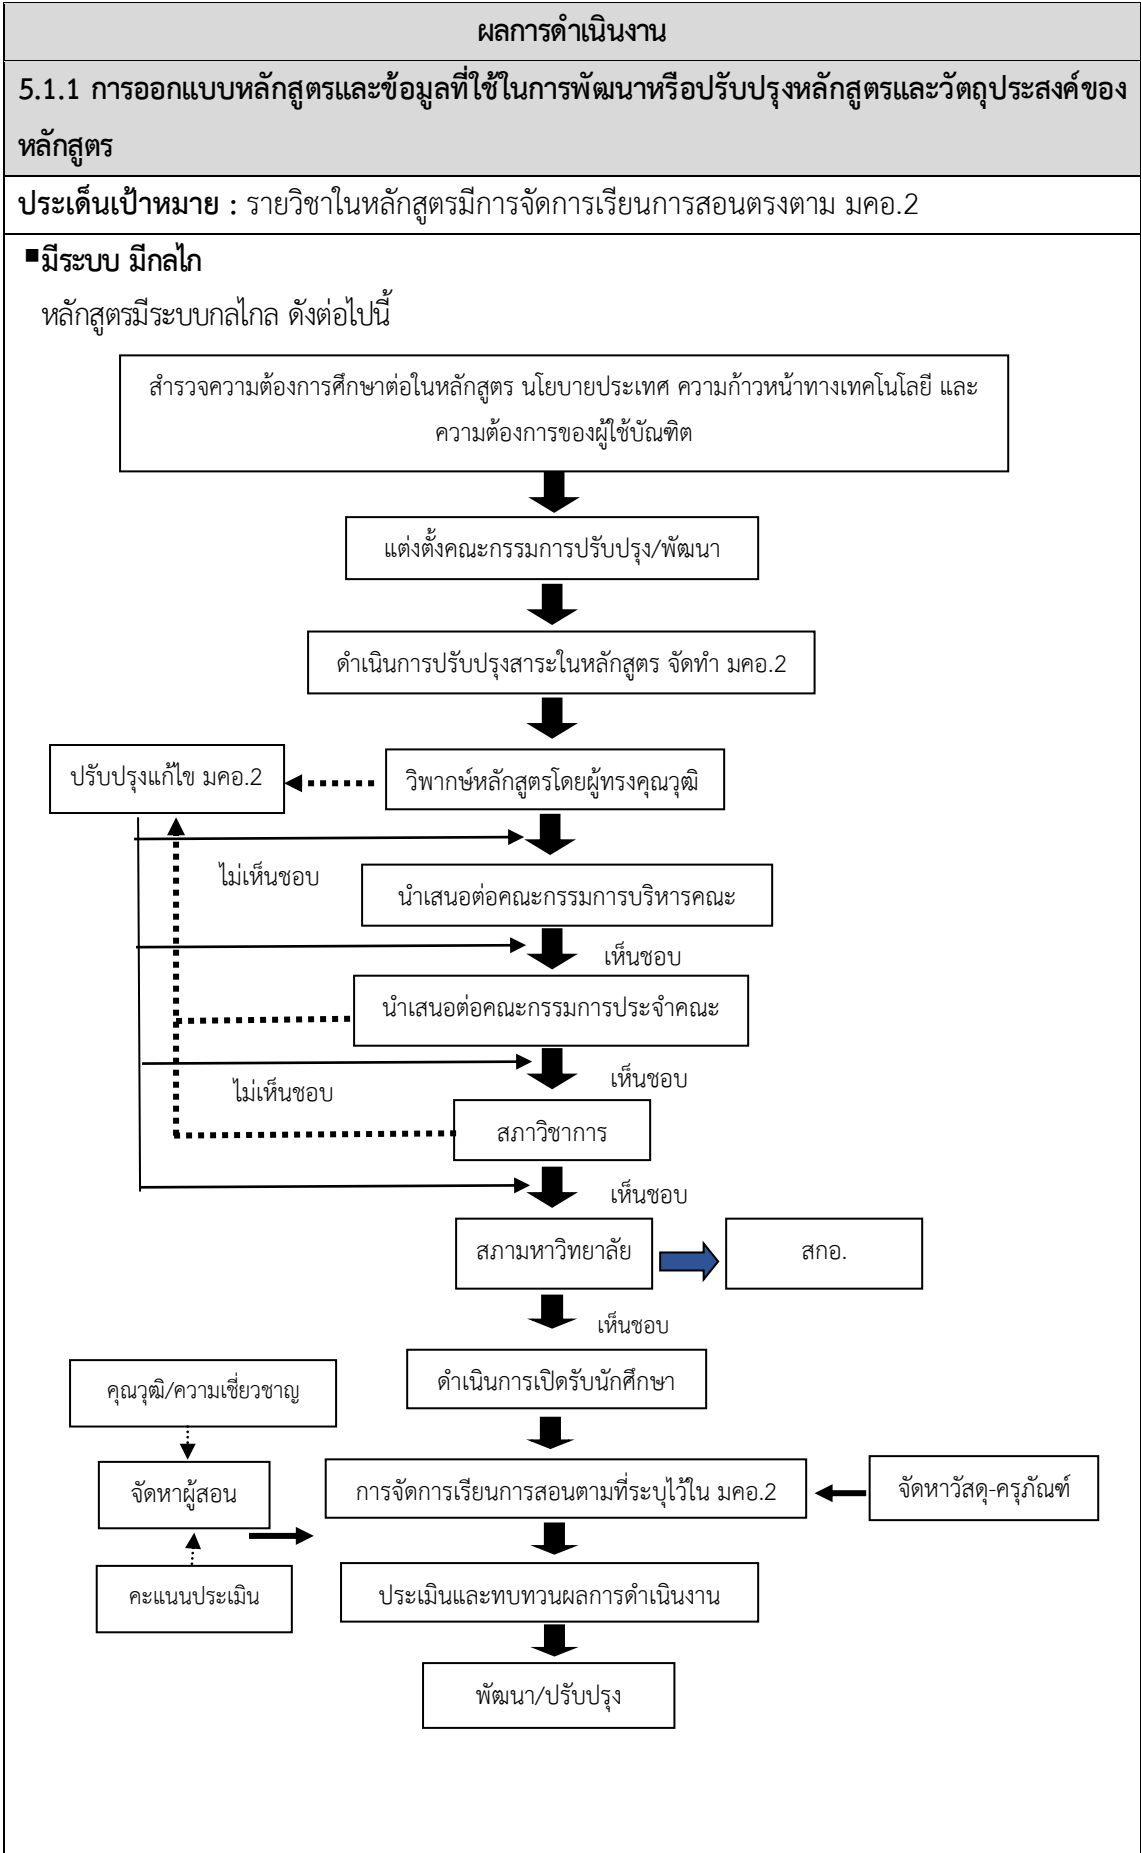 ผลการดำเนินงาน
5.1.1 การออกแบบหลักสูตรและข้อมูลที่ใช้ในการพัฒนาหรือปรับปรุงหลักสูตรและวัตถุประสงค์ของ
หลักสูตร
ประเด็นเป้าหมาย : รายวิชาในหลักสูตรมีการจัดการเรียนการสอนตรงตาม มคอ.2
▪มีระบบ มีกลไก
หลักสูตรมีระบบกลไกล ดังต่อไปนี้
สำรวจความต้องการศึกษาต่อในหลักสูตร นโยบายประเทศ ความก้าวหน้าทางเทคโนโลยี และ
ความต้องการของผู้ใช้บัณฑิต
แต่งตั้งคณะกรรมการปรับปรุง/พัฒนา
ดำเนินการปรับปรุงสาระในหลักสูตร จัดทำ มคอ.2
ปรับปรุงแก้ไข มคอ.2
วิพากษ์หลักสูตรโดยผู้ทรงคุณวุฒิ
ไม่เห็นชอบ
นำเสนอต่อคณะกรรมการบริหารคณะ
เห็นชอบ
นำเสนอต่อคณะกรรมการประจำคณะ
เห็นชอบ
ไม่เห็นชอบ
สภาวิชาการ
เห็นชอบ
สภามหาวิทยาลัย
สกอ.
เห็นชอบ
ดำเนินการเปิดรับนักศึกษา
คุณวุฒิ/ความเชี่ยวชาญ
จัดหาผู้สอน
การจัดการเรียนการสอนตามที่ระบุไว้ใน มคอ.2
จัดหาวัสดุ-ครุภัณฑ์
คะแนนประเมิน
ประเมินและทบทวนผลการดำเนินงาน
พัฒนา/ปรับปรุง